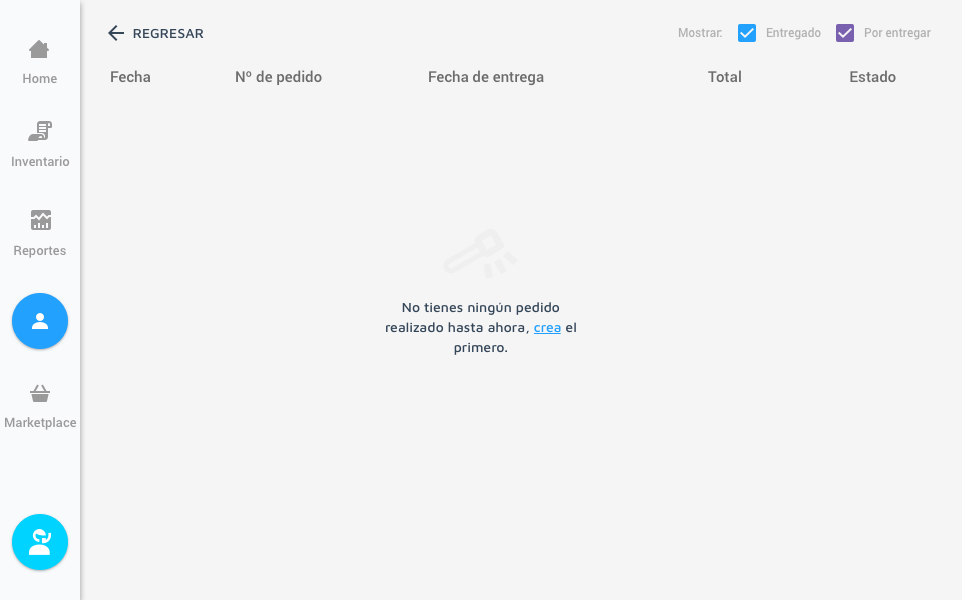 REGRESAR
Mostrar:
Entregado
Por entregar
Fecha
Nº de pedido
Fecha de entrega
Total
Estado
Home
Inventario
Reportes
Marketplace
No tienes ningún pedido
realizado hasta ahora, crea el
primero.